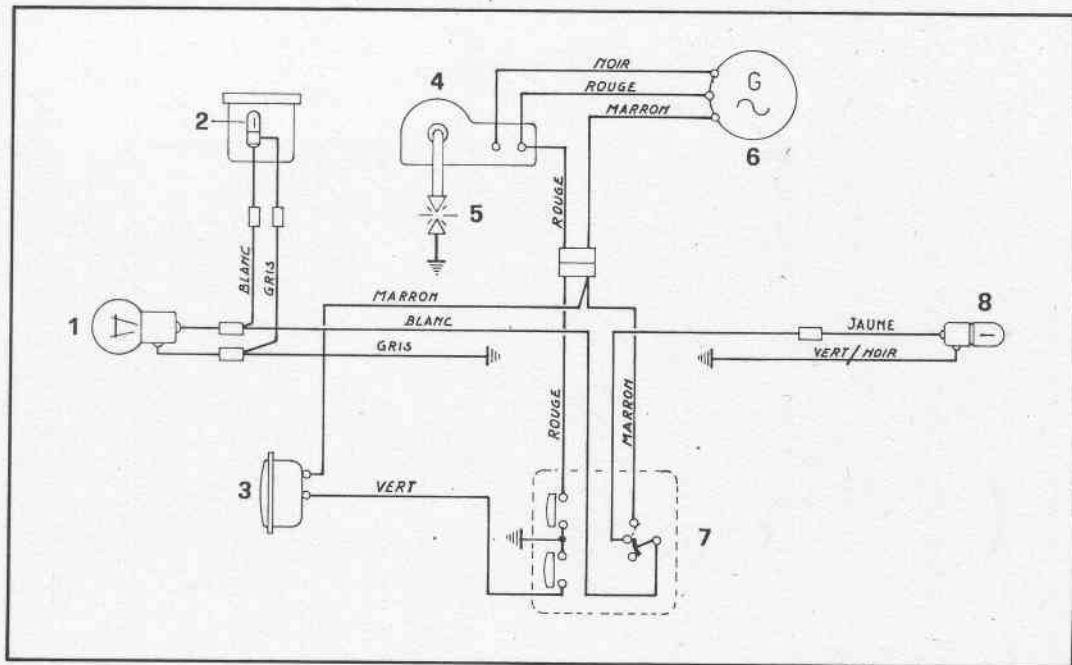 NOIR
4
G
ROUGE
2
MARRON
6
5
ROUGE
BLANC
GRIS
MARRON
8
1
BLANC
JAUNE
GRIS
VERT/NOIR
ROUGE
MARRON
3
VERT
7